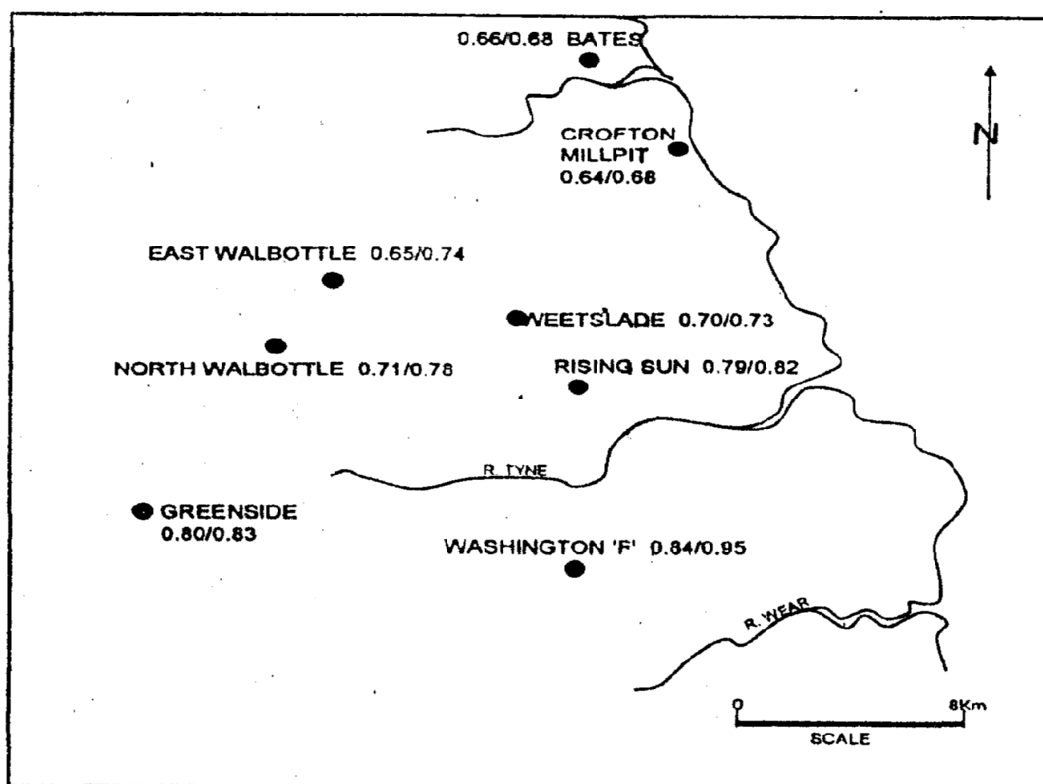 0.66/0.68 BATES
N
CROFTON
MILLPIT
0.64/0.68
EAST WALBOTTLE 0.65/0.74
WEETSLADE 0.70/0.73
NORTH WALBOTTLE 0.71/0.78
RISING SUN 0.79/0.82
R. TYNE
GREENSIDE
0.80/0.83
WASHINGTON 'F' 0.84/0.95
R. WEAR
0 8Km
SCALE